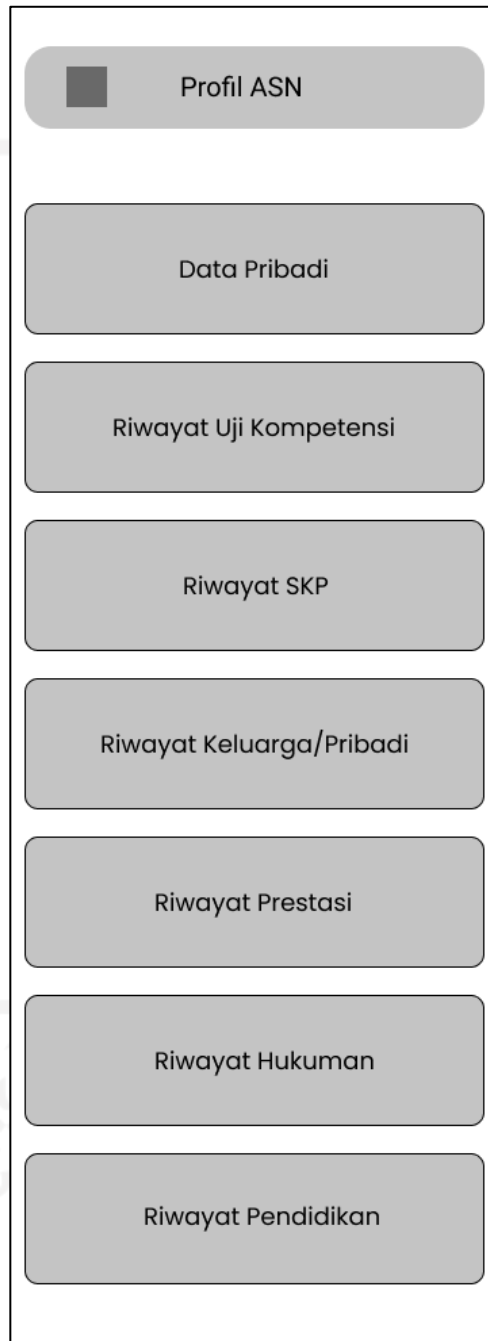 Profil ASN
Data Pribadi
Riwayat Uji Kompetensi
Riwayat SKP
Riwayat Keluarga/Pribadi
Riwayat Prestasi
Riwayat Hukuman
Riwayat Pendidikan